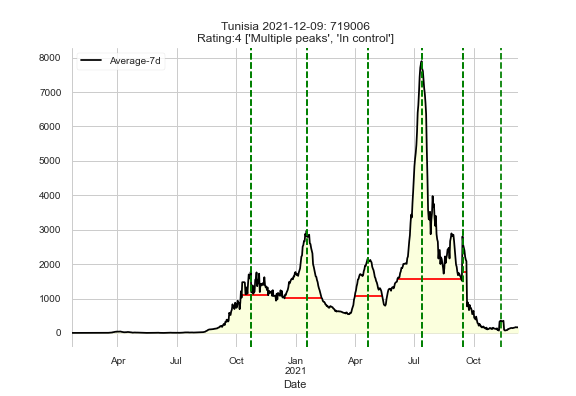 Tunisia 2021-12-09: 719006
Rating:4 ['Multiple peaks', 'In control']
Average-7d
8000
7000
6000
5000
4000
3000
2000
1000
0
Apr Jul Oct Jan Apr Jul Oct
2021
Date